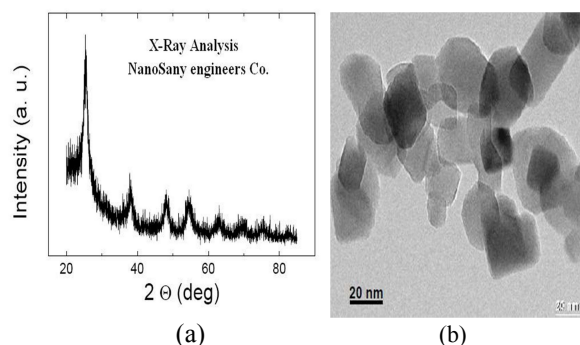 X-Ray Analysis
NanoSany engineers Co.
Intensity (a. u.)
20 40 60 80
2 Θ (deg)
(a)
20 nm
(b)